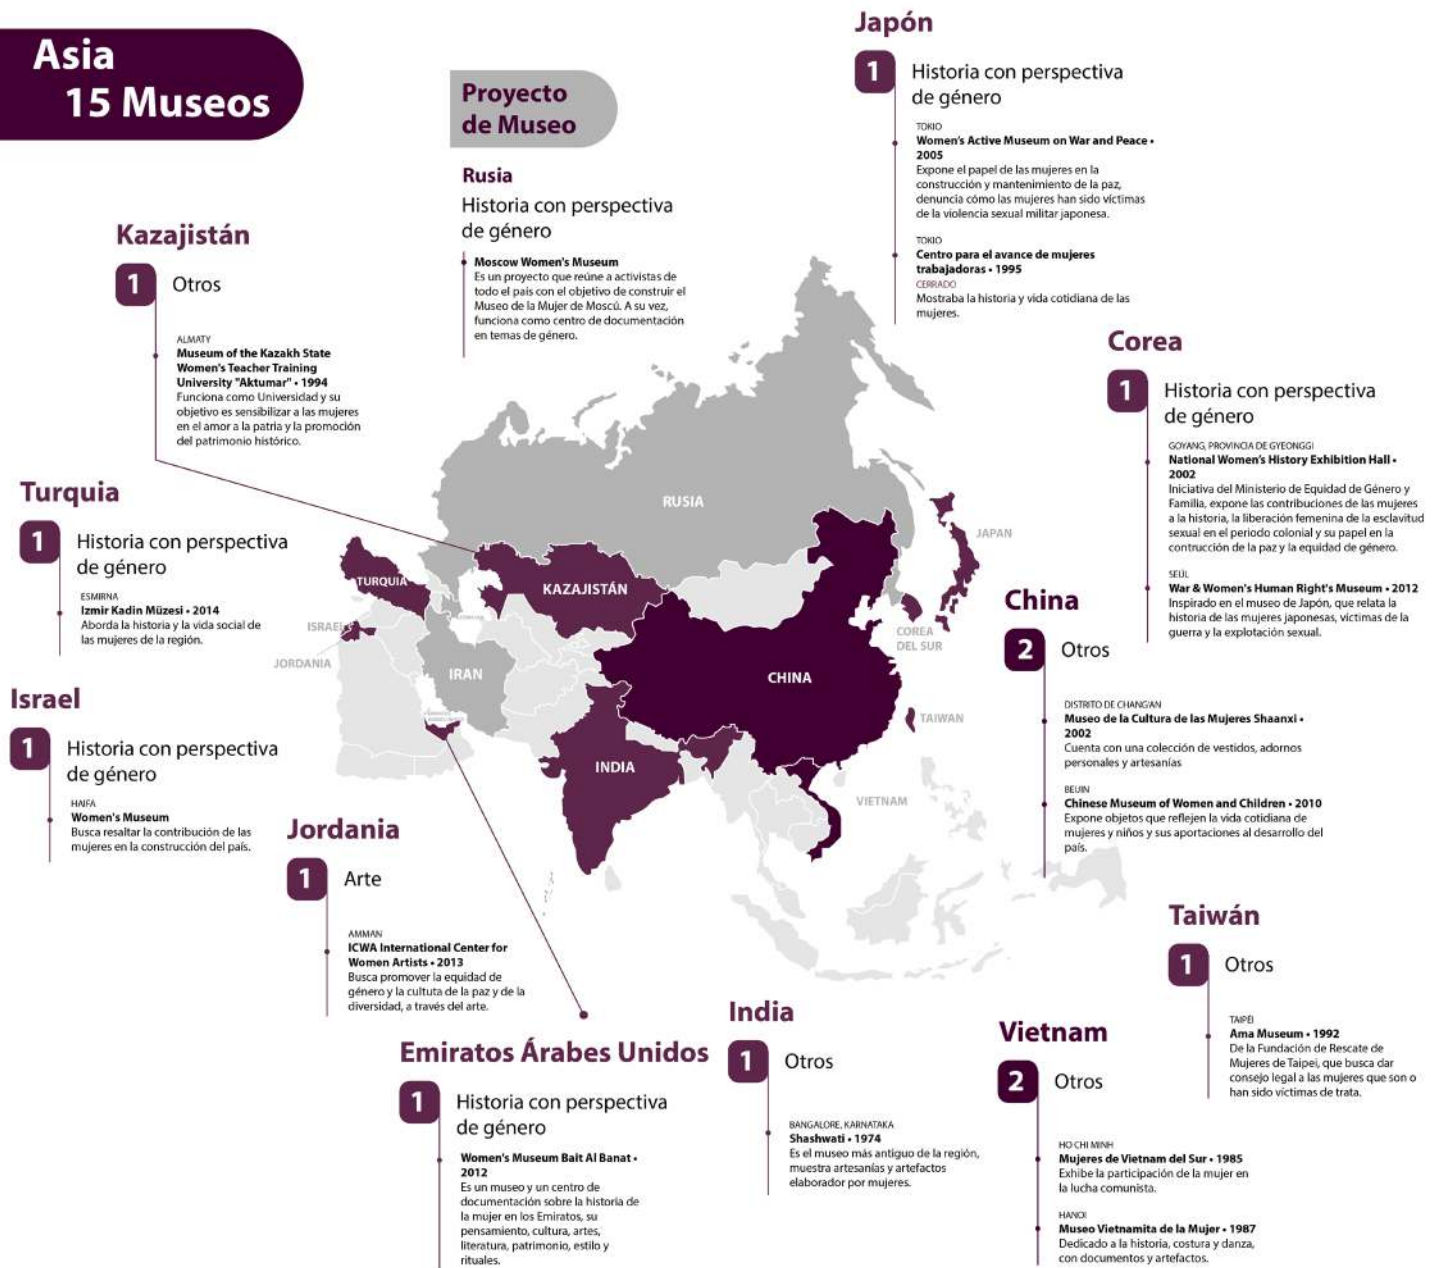 Asia
15 Museos
Proyecto
de Museo
Rusia
Historia con perspectiva
de género
Moscow Women's Museum
Es un proyecto que reúne a activistas de
todo el país con el objetivo de construir el
Museo de la Mujer de Moscú. A su vez,
funciona como centro de documentación
en temas de género.
Japón
1
Historia con perspectiva
de género
TOKIO
Women's Active Museum on War and Peace •
2005
Expone el papel de las mujeres en la
construcción y mantenimiento de la paz,
denuncia cómo las mujeres han sido víctimas
de la violencia sexual militar japonesa.
TOKIO
Centro para el avance de mujeres
trabajadoras • 1995
CERRADO
Mostraba la historia y vida cotidiana de las
mujeres.
Kazajistán
1
Otros
ALMATY
Museum of the Kazakh State
Women's Teacher Training
University "Aktumar" • 1994
Funciona como Universidad y su
objetivo es sensibilizar a las mujeres
en el amor a la patria y la promoción
del patrimonio histórico.
Corea
1
Historia con perspectiva
de género
GOYANG, PROVINCIA DE GYEONGGI
National Women's History Exhibition Hall •
2002
Iniciativa del Ministerio de Equidad de Género y
Familia, expone las contribuciones de las mujeres
a la historia, la liberación femenina de la esclavitud
sexual en el periodo colonial y su papel en la
contrucción de la paz y la equidad de género.
SEÚL
War & Women's Human Right's Museum • 2012
Inspirado en el museo de Japón, que relata la
historia de las mujeres japonesas, víctimas de la
guerra y la explotación sexual.
Turquia
1
Historia con perspectiva
de género
ESMIRNA
Izmir Kadin Müzesi • 2014
Aborda la historia y la vida social de
las mujeres de la región.
RUSIA
JAPAN
TURQUIA
KAZAJISTÁN
ISRAEL
JORDANIA
IRAN
CHINA
COREA
DEL SUR
TAIWAN
INDIA
VIETNAM
China
2
Otros
DISTRITO DE CHANG'AN
Museo de la Cultura de las Mujeres Shaanxi •
2002
Cuenta con una colección de vestidos, adornos
personales y artesanías
BEIJIN
Chinese Museum of Women and Children • 2010
Expone objetos que reflejen la vida cotidiana de
mujeres y niños y sus aportaciones al desarrollo del
país.
Israel
1
Historia con perspectiva
de género
HAIFA
Women's Museum
Busca resaltar la contribución de las
mujeres en la construcción del país.
Jordania
1
Arte
AMMAN
ICWA International Center for
Women Artists • 2013
Busca promover la equidad de
género y la cultuta de la paz y de la
diversidad, a través del arte.
Taiwán
1
Otros
TAIPÉI
Ama Museum • 1992
De la Fundación de Rescate de
Mujeres de Taipei, que busca dar
consejo legal a las mujeres que son o
han sido víctimas de trata.
Emiratos Árabes Unidos
1
Historia con perspectiva
de género
Women's Museum Bait Al Banat •
2012
Es un museo y un centro de
documentación sobre la historia de
la mujer en los Emiratos, su
pensamiento, cultura, artes,
literatura, patrimonio, estilo y
rituales.
India
1
Otros
BANGALORE, KARNATAKA
Shashwati • 1974
Es el museo más antiguo de la región,
muestra artesanías y artefactos
elaborador por mujeres.
Vietnam
2
Otros
HO CHI MINH
Mujeres de Vietnam del Sur • 1985
Exhibe la participación de la mujer en
la lucha comunista.
HANOI
Museo Vietnamita de la Mujer • 1987
Dedicado a la historia, costura y danza,
con documentos y artefactos.